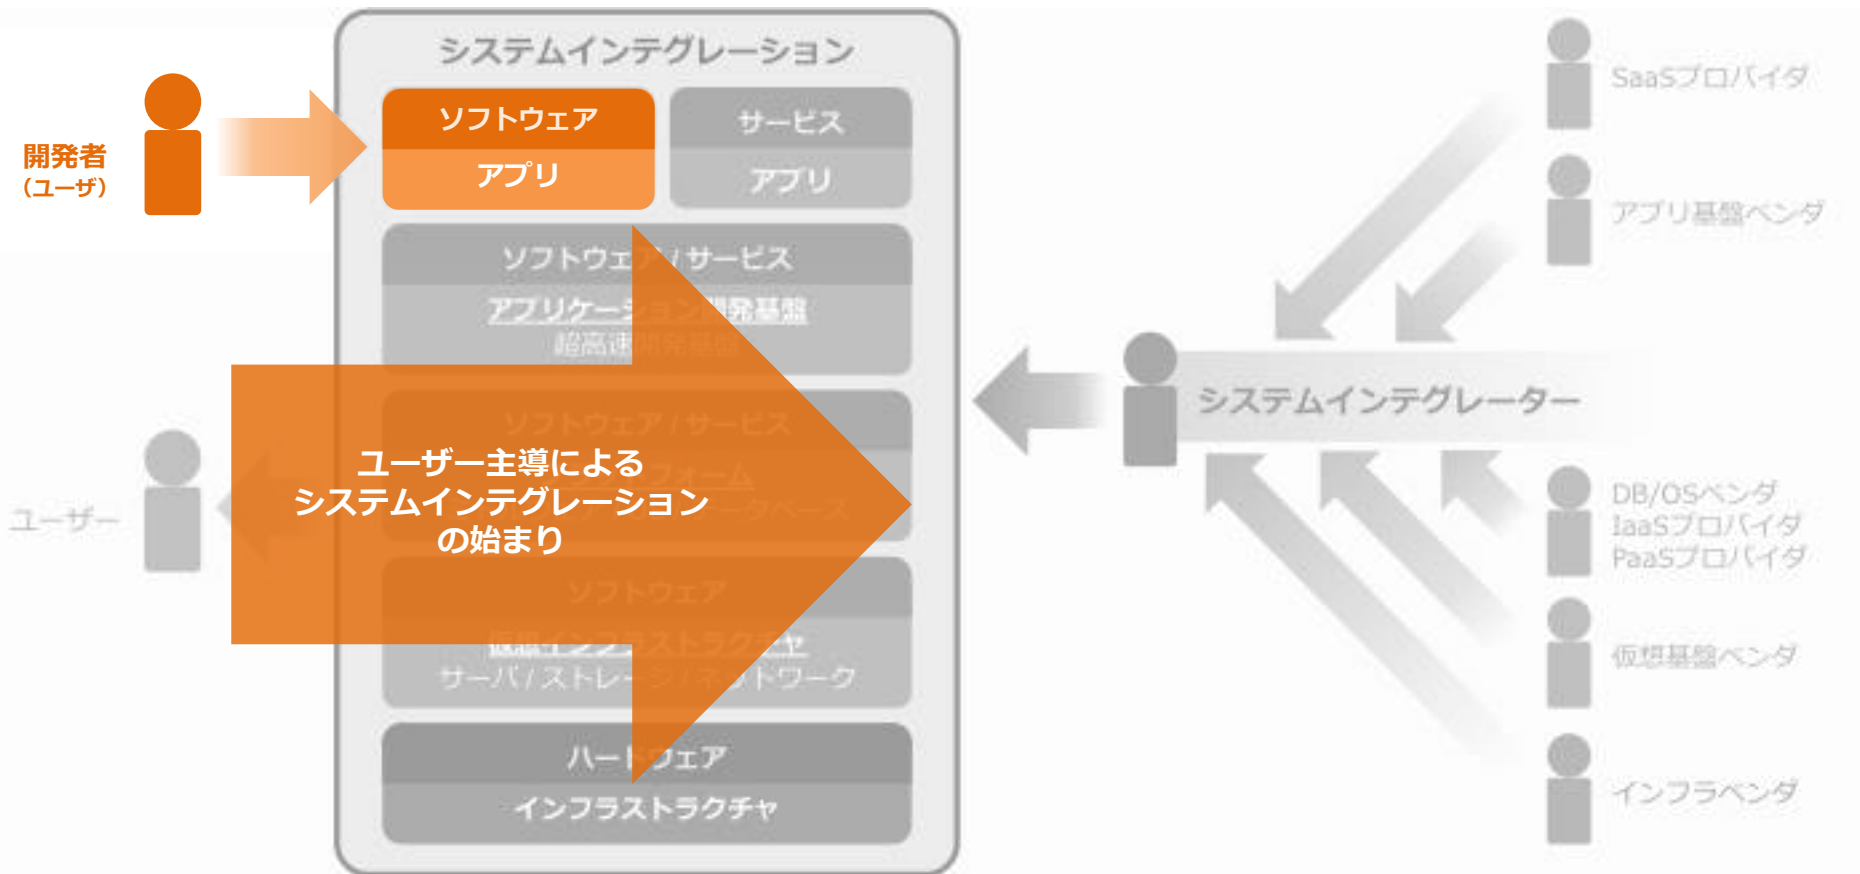 システムインテグレーション
開発者
（ユーザ）
ソフトウェア
アプリ
サービス
アプリ
ソフトウェア / サービス
アプリケーション開発基盤
超高速開発基盤
ソフトウェア / サービス
フォーム
データベース
ユーザー主導による
システムインテグレーション
の始まり
ソフトウェア
仮想インフラストラクチャ
サーバ / ストレージ / ネットワーク
ハードウェア
インフラストラクチャ
ユーザー
システムインテグレーター
SaaSプロバイダ
アプリ基盤ベンダ
DB/OSベンダ
IaaSプロバイダ
PaaSプロバイダ
仮想基盤ベンダ
インフラベンダ